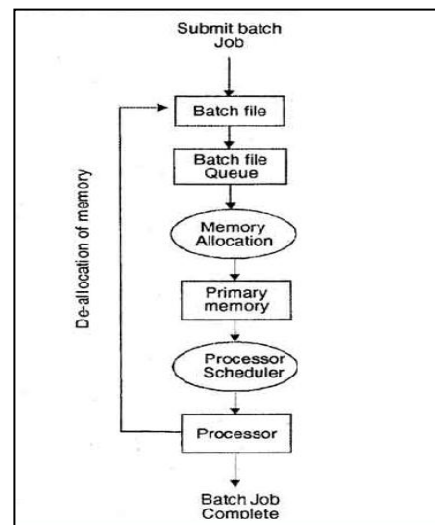 Submit batch
Job
Batch file
Batch file
Queue
Memory
Allocation
Primary
memory
Processor
Scheduler
Processor
Batch Job
Complete
De-allocation of memory